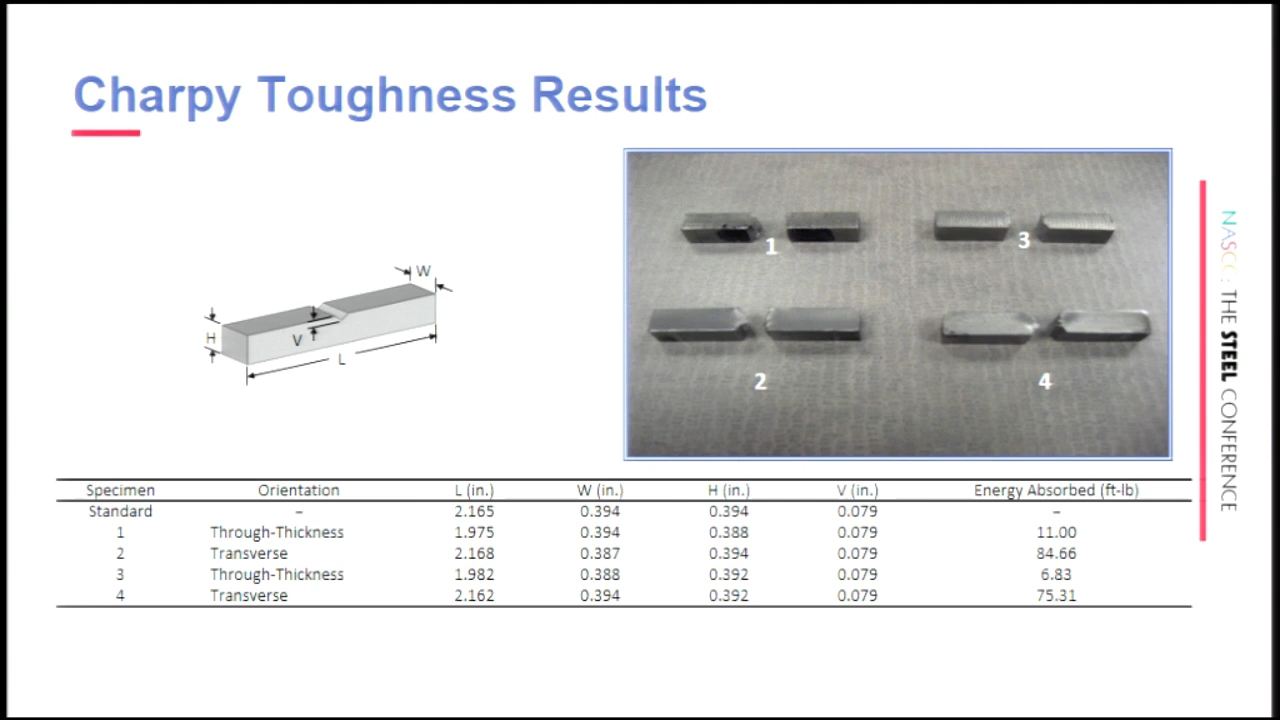 Charpy Toughness Results
W
H
V
L
1
3
2
4
NASCC: THE STEEL CONFERENCE
Specimen Orientation L (in.) W (in.) H (in.) V (in.) Energy Absorbed (ft-lb)
Standard – 2.165 0.394 0.394 0.079 –
1 Through-Thickness 1.975 0.394 0.388 0.079 11.00
2 Transverse 2.168 0.387 0.394 0.079 84.66
3 Through-Thickness 1.982 0.388 0.392 0.079 6.83
4 Transverse 2.162 0.394 0.392 0.079 75.31